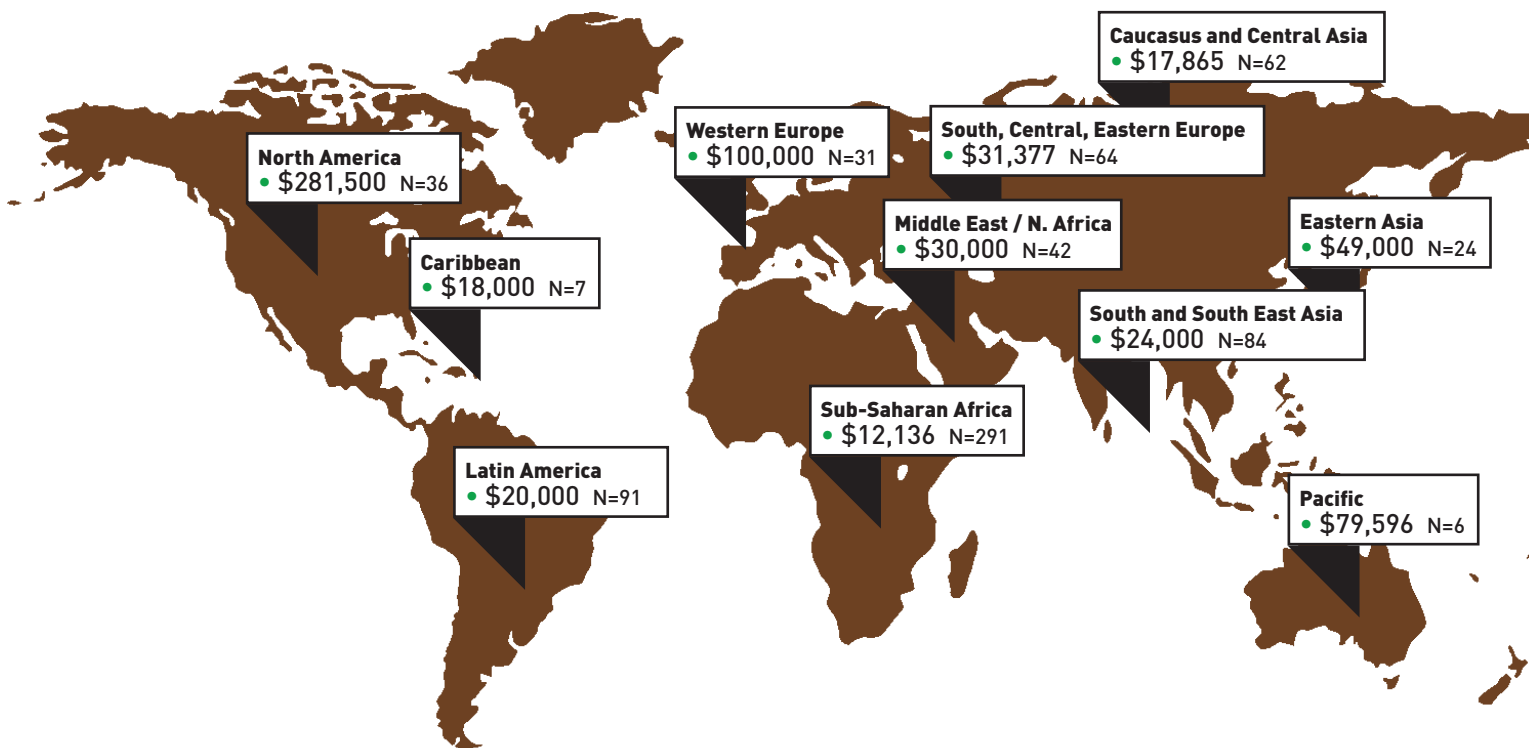 Caucasus and Central Asia
• $17,865 N=62
Western Europe
• $100,000 N=31
South, Central, Eastern Europe
• $31,377 N=64
North America
• $281,500 N=36
Middle East / N. Africa
• $30,000 N=42
Eastern Asia
• $49,000 N=24
Caribbean
• $18,000 N=7
South and South East Asia
• $24,000 N=84
Sub-Saharan Africa
• $12,136 N=291
Latin America
• $20,000 N=91
Pacific
• $79,596 N=6